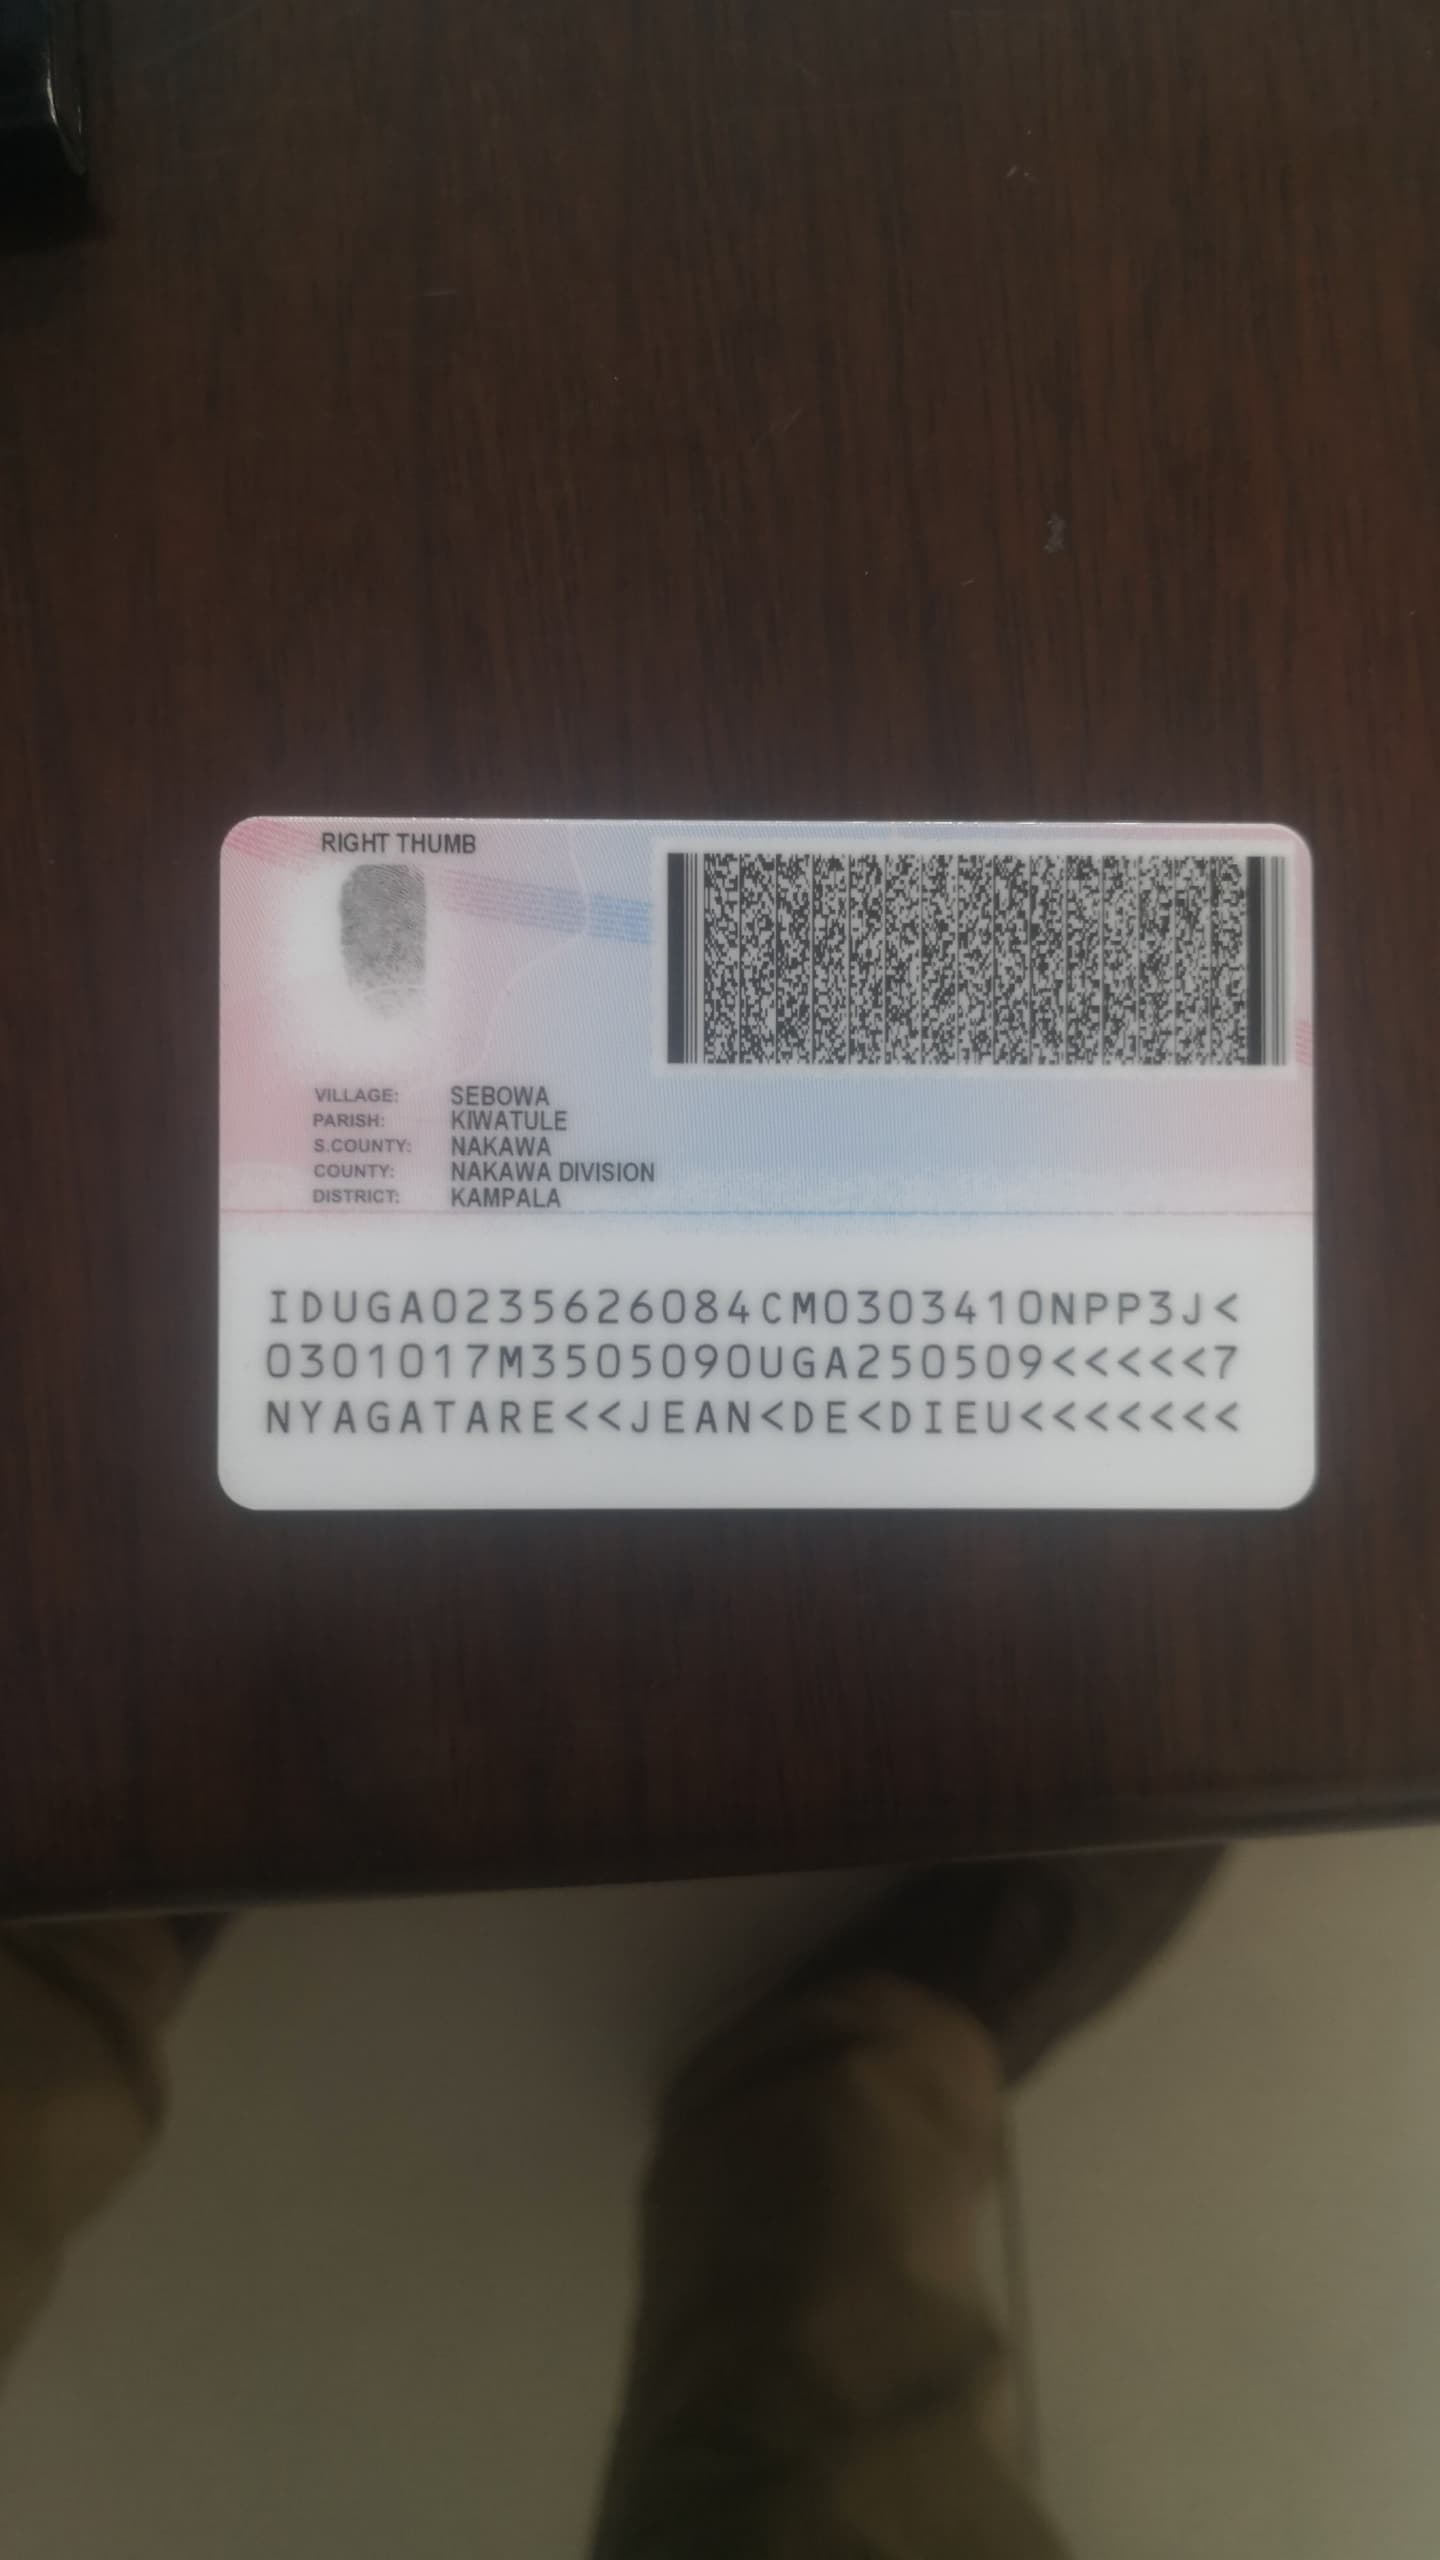 RIGHT THUMB
VILLAGE: SEBOWA
PARISH: KIWATULE
S.COUNTY: NAKAWA
COUNTY: NAKAWA DIVISION
DISTRICT: KAMPALA
IDUGA0235626084CM0303410NPP3J<
0301017M3505090UGA250509<<<<<7
NYAGATARE<<JEAN<DE<DIEU<<<<<<<